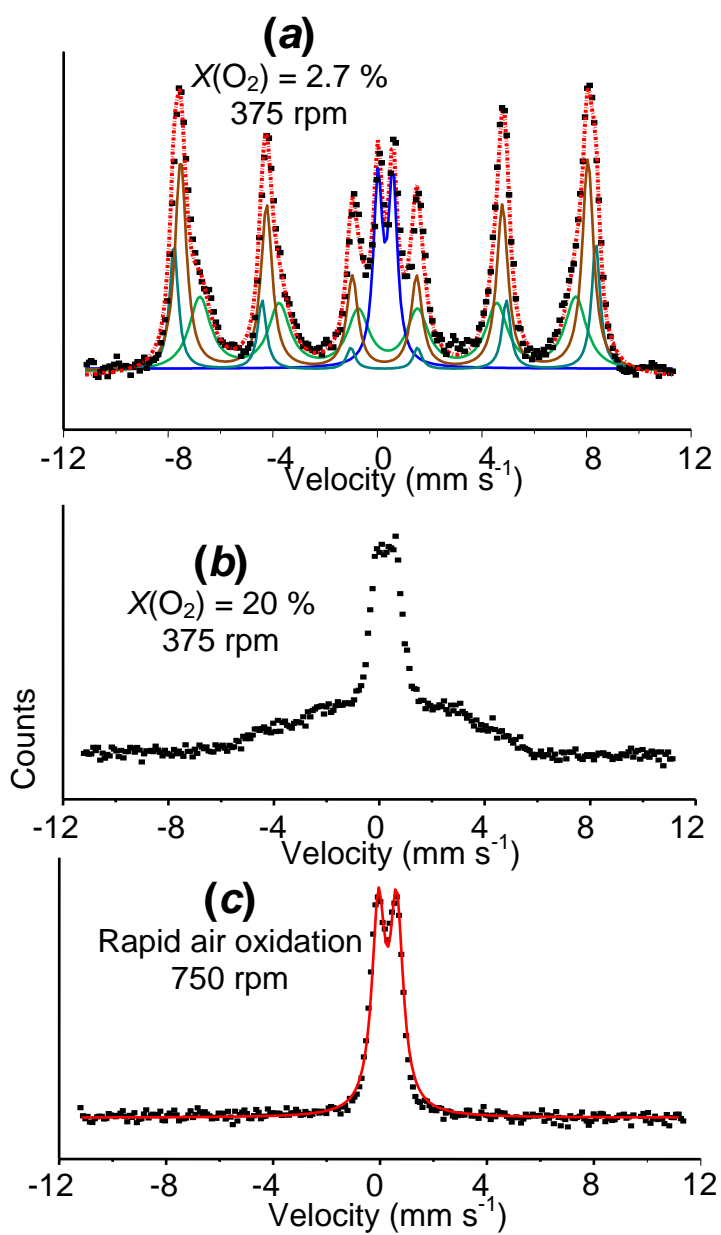 (a)
X(O₂) = 2.7 %
375 rpm
-12 -8 -4 0 4 8 12
Velocity (mm s⁻¹)
(b)
X(O₂) = 20 %
375 rpm
Counts
-12 -8 -4 0 4 8 12
Velocity (mm s⁻¹)
(c)
Rapid air oxidation
750 rpm
-12 -8 -4 0 4 8 12
Velocity (mm s⁻¹)